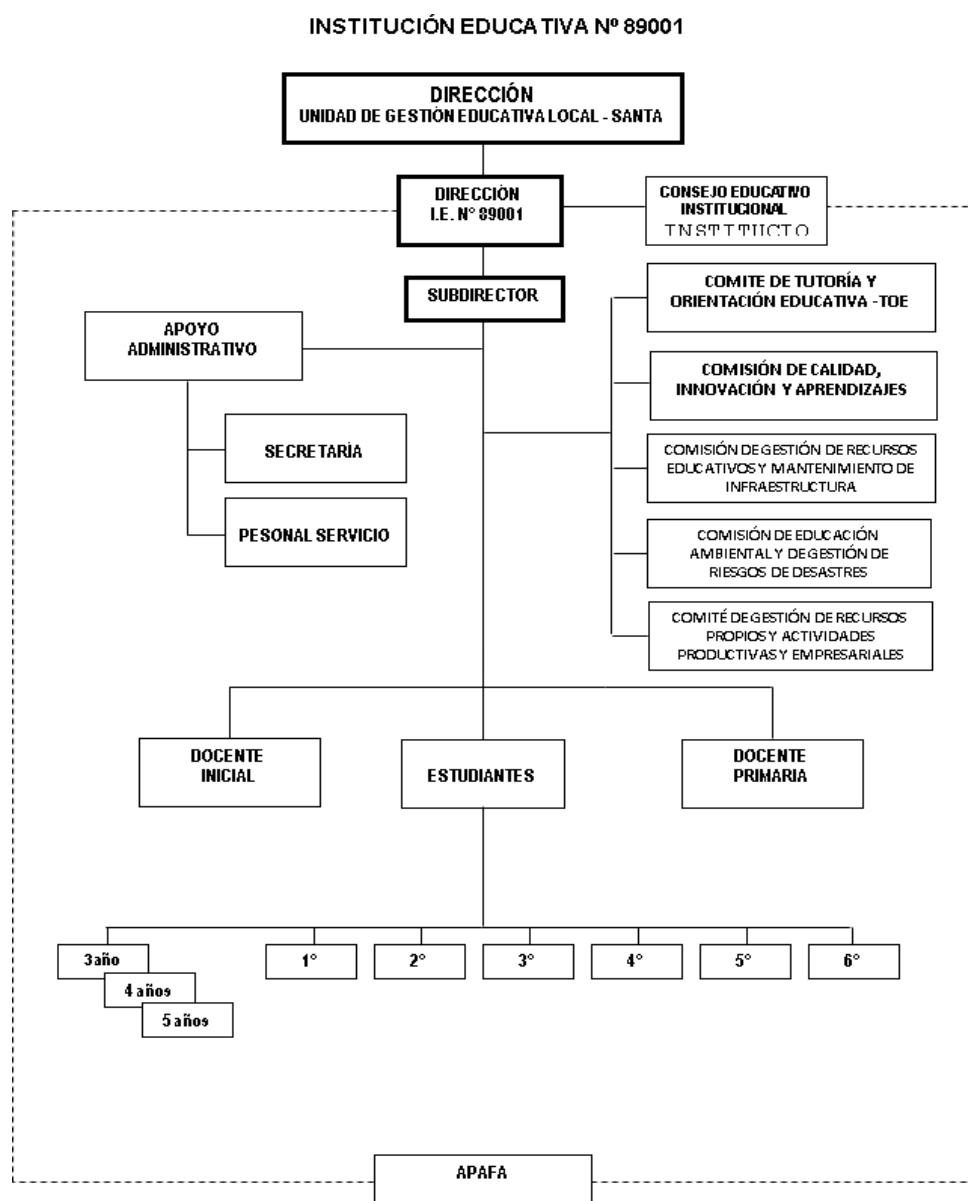 INSTITUCIÓN EDUCATIVA Nº 89001
DIRECCIÓN
UNIDAD DE GESTIÓN EDUCATIVA LOCAL - SANTA
DIRECCIÓN
I.E. N° 89001
CONSEJO EDUCATIVO
INSTITUCIONAL
INSTITUCIO
SUBDIRECTOR
COMITE DE TUTORÍA Y
ORIENTACIÓN EDUCATIVA -TOE
APOYO
ADMINISTRATIVO
COMISIÓN DE CALIDAD,
INNOVACIÓN Y APRENDIZAJES
SECRETARÍA
COMISIÓN DE GESTIÓN DE RECURSOS
EDUCATIVOS Y MANTENIMIENTO DE
INFRAESTRUCTURA
PESONAL SERVICIO
COMISIÓN DE EDUCACIÓN
AMBIENTAL Y DE GESTIÓN DE
RIESGOS DE DESASTRES
COMITÉ DE GESTIÓN DE RECURSOS
PROPIOS Y ACTIVIDADES
PRODUCTIVAS Y EMPRESARIALES
DOCENTE
INICIAL
ESTUDIANTES
DOCENTE
PRIMARIA
3año
4 años
5 años
1°
2°
3°
4°
5°
6°
APAFA